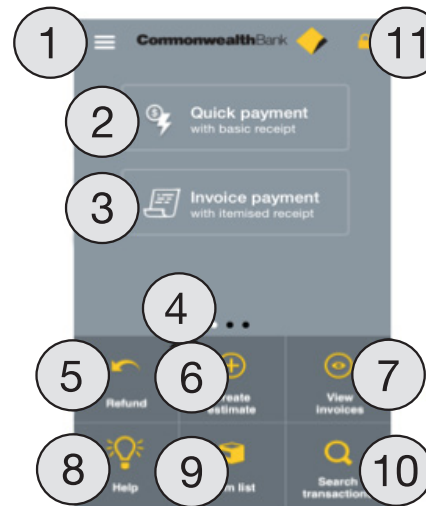 1
CommonwealthBank
11
2
Quick payment
with basic receipt
3
Invoice payment
with itemised receipt
4
5
Refund
6
estimate
7
View
Invoices
8
Help
9
list
10
Search